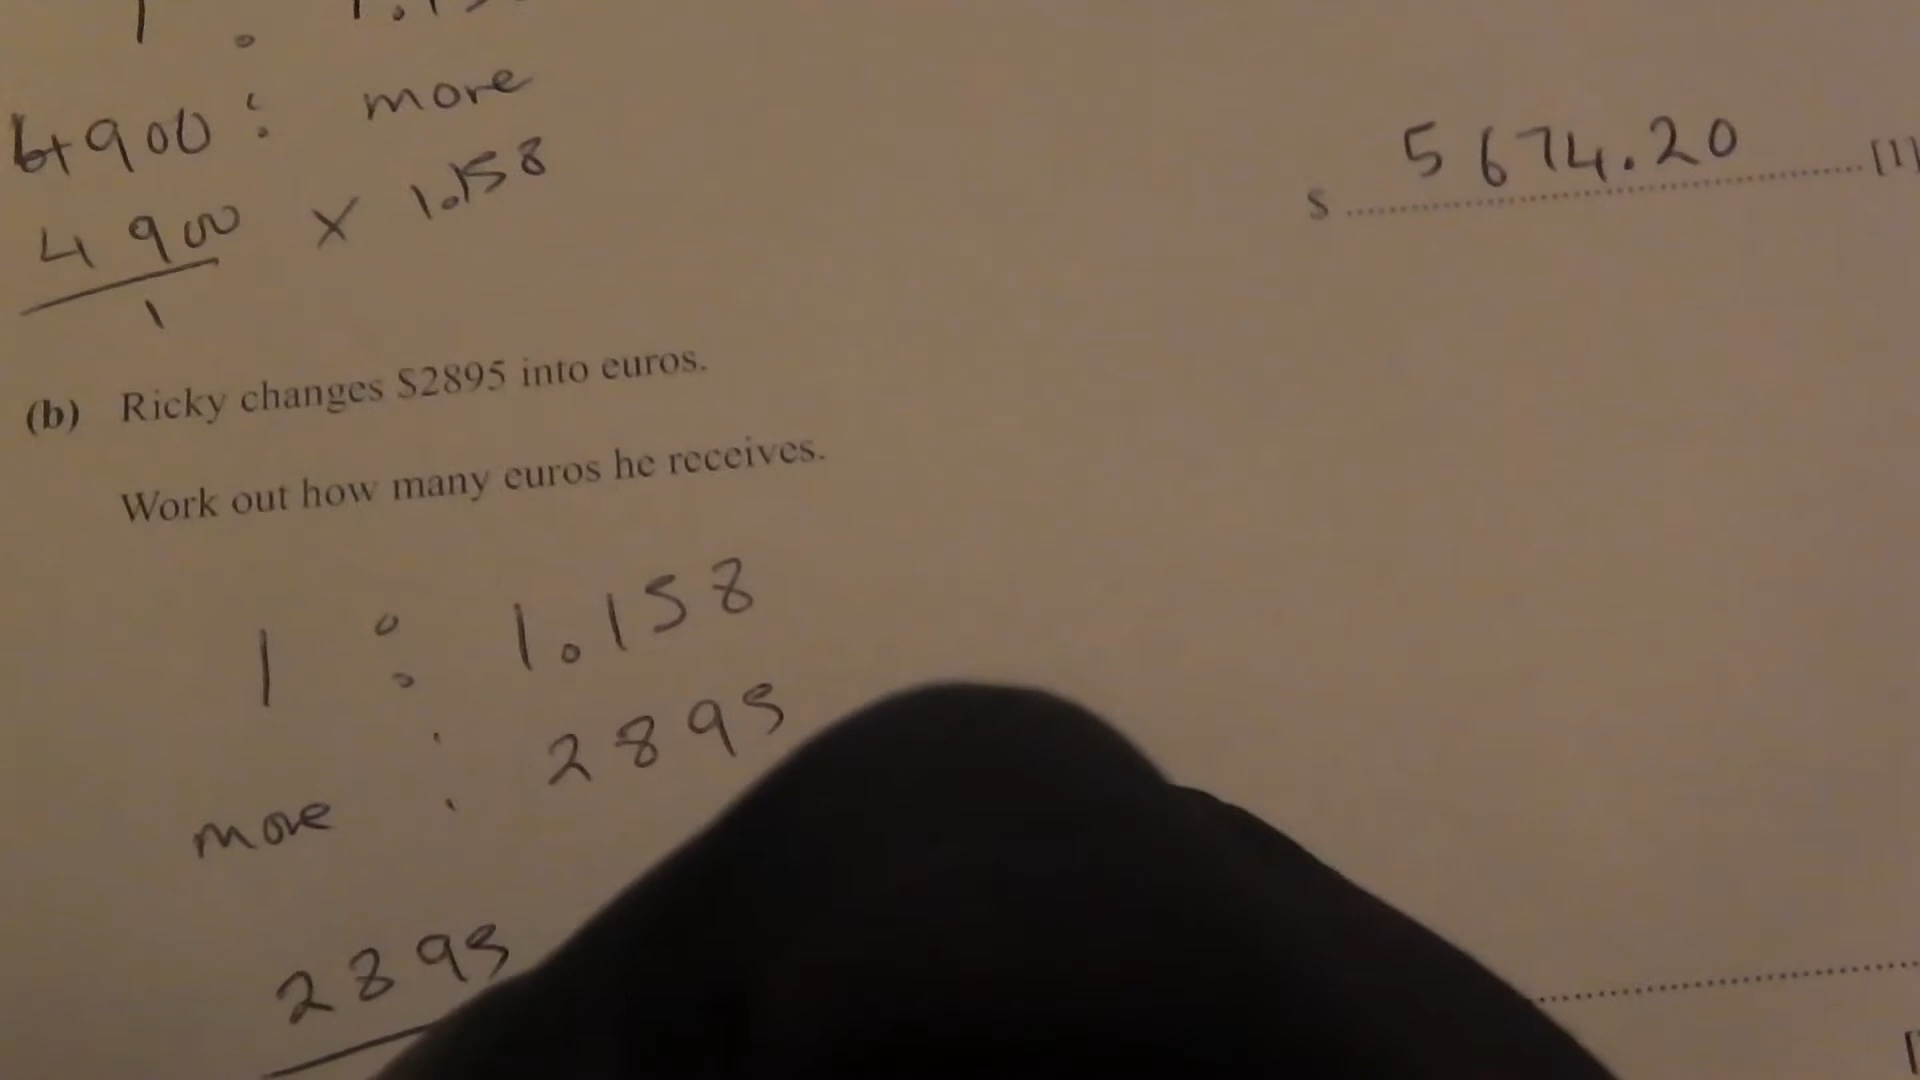 4900 : more
4900 × 1.158
1
$ 5674.20 [1]
(b) Ricky changes $2895 into euros.
Work out how many euros he receives.
1 : 1.158
more : 2895
2895